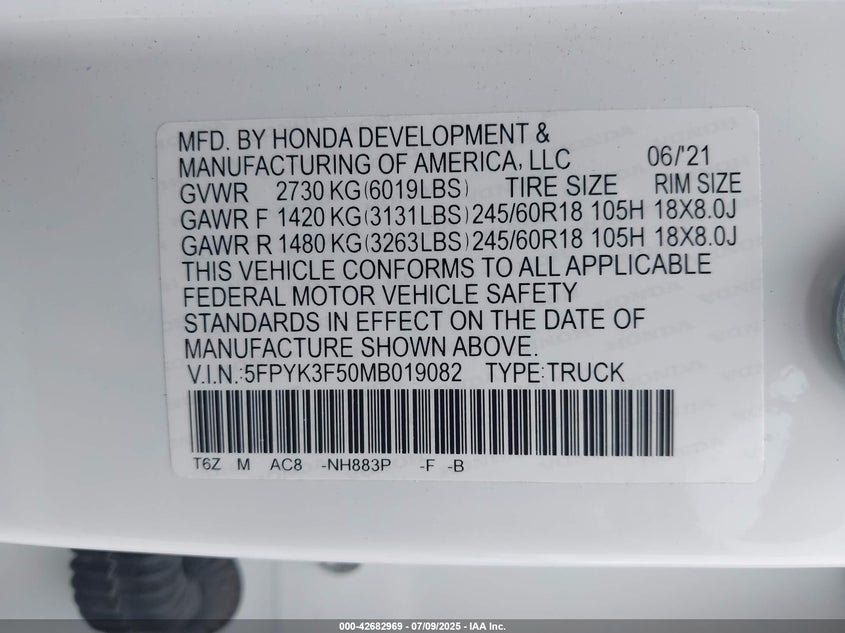 MFD. BY HONDA DEVELOPMENT &
MANUFACTURING OF AMERICA, LLC 06/'21
GVWR 2730 KG(6019LBS) TIRE SIZE RIM SIZE
GAWR F 1420 KG(3131LBS)245/60R18 105H 18X8.0J
GAWR R 1480 KG(3263LBS)245/60R18 105H 18X8.0J
THIS VEHICLE CONFORMS TO ALL APPLICABLE
FEDERAL MOTOR VEHICLE SAFETY
STANDARDS IN EFFECT ON THE DATE OF
MANUFACTURE SHOWN ABOVE.
V.I.N.:5FPYK3F50MB019082 TYPE:TRUCK
T6Z M AC8 -NH883P -F -B
000-42682969 - 07/09/2025 - IAA Inc.